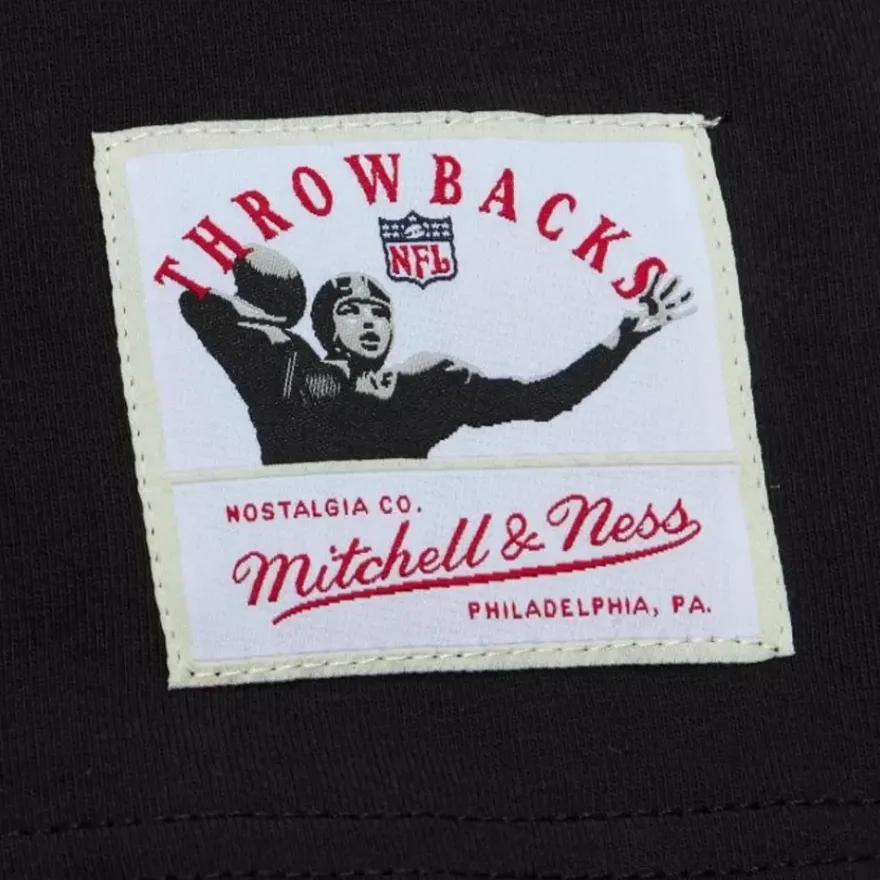 THROWBACKS
NFL
NOSTALGIA CO.
Mitchell & Ness
PHILADELPHIA, PA.